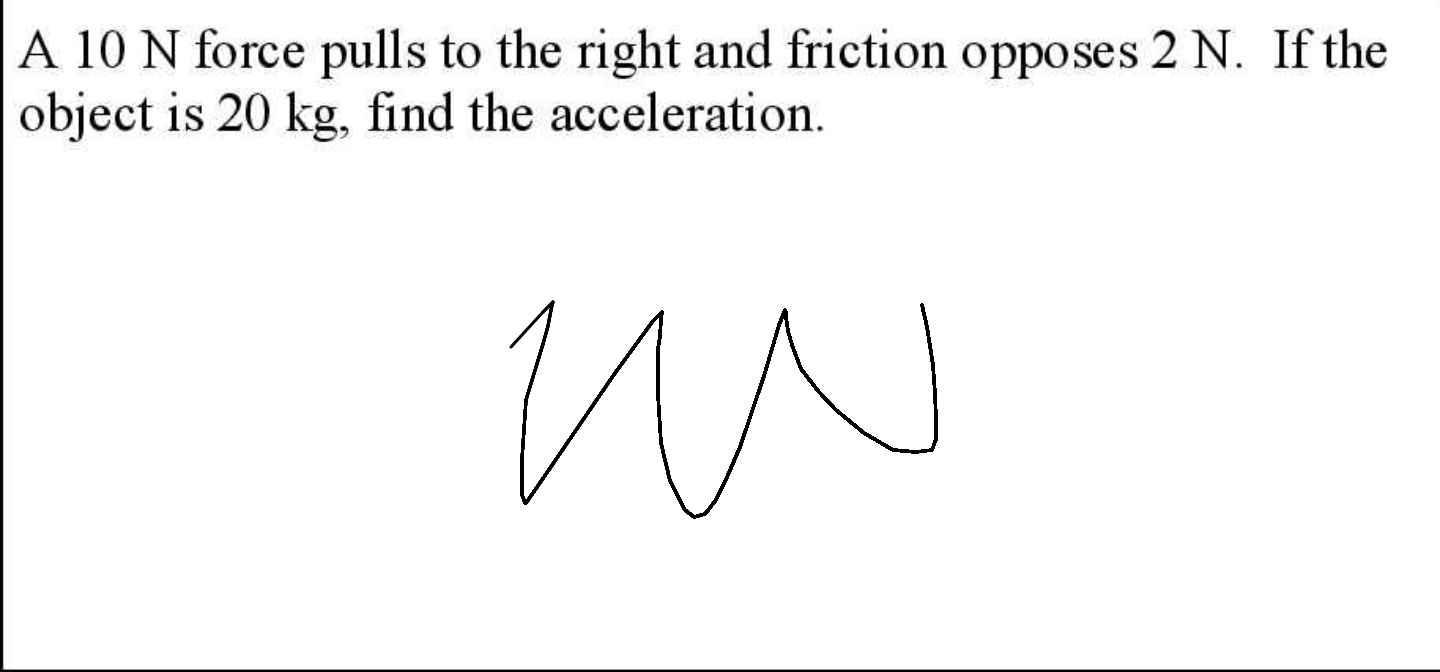 A 10 N force pulls to the right and friction opposes 2 N. If the
object is 20 kg, find the acceleration.